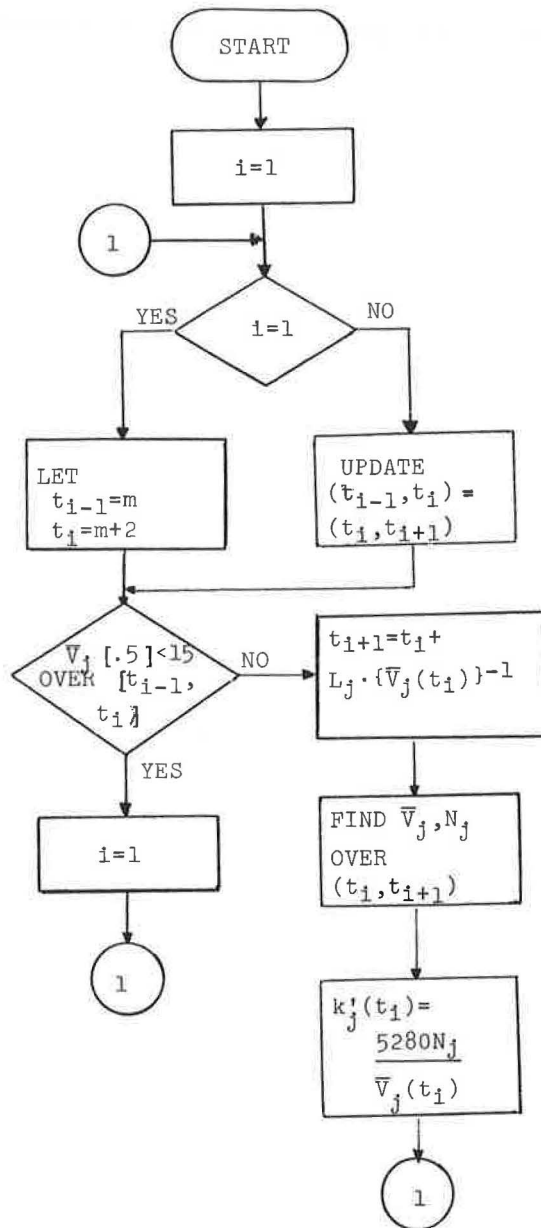 START
i=1
1
YES
i=1
NO
LET
t_{i-1}=m
t_i=m+2
UPDATE
(t_{i-1},t_i)=
(t_i,t_{i+1})
V̅_j [.5]<15
OVER [t_{i-1},
t_i]
NO
YES
t_{i+1}=t_i+
L_j·{V̅_j(t_i)}^{-1}
i=1
FIND V̅_j,N_j
OVER
(t_i,t_{i+1})
1
k'_j(t_i)=
5280N_j
V̅_j(t_i)
1